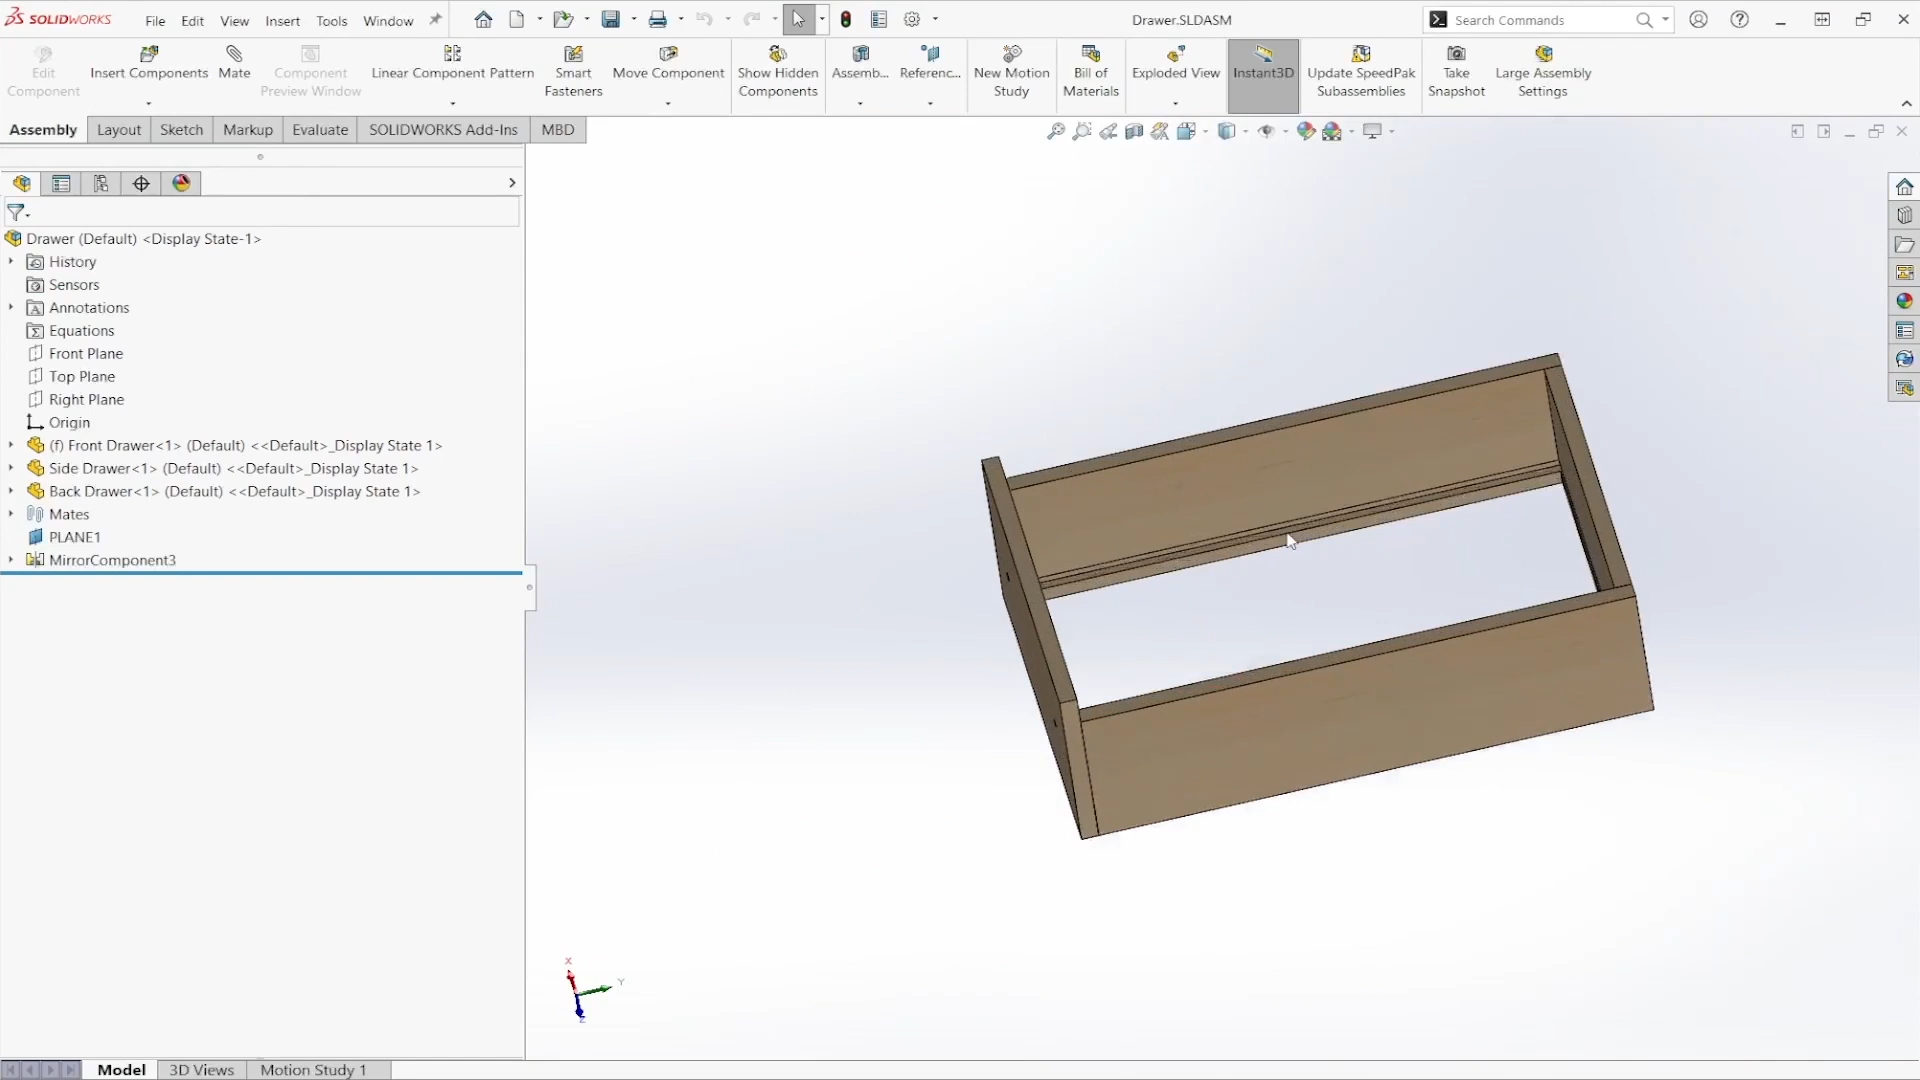 SOLIDWORKS File Edit View Insert Tools Window Drawer.SLDASM Search Commands
Edit Component
Insert Components
Mate
Component Preview Window
Linear Component Pattern
Smart Fasteners
Move Component
Show Hidden Components
Assemb...
Referenc...
New Motion Study
Bill of Materials
Exploded View
Instant3D
Update SpeedPak Subassemblies
Take Snapshot
Large Assembly Settings
Assembly Layout Sketch Markup Evaluate SOLIDWORKS Add-Ins MBD
Drawer (Default) <Display State-1>
History
Sensors
Annotations
Equations
Front Plane
Top Plane
Right Plane
Origin
(f) Front Drawer<1> (Default) <<Default>_Display State 1>
Side Drawer<1> (Default) <<Default>_Display State 1>
Back Drawer<1> (Default) <<Default>_Display State 1>
Mates
PLANE1
MirrorComponent3
X
Y
Z
Model 3D Views Motion Study 1